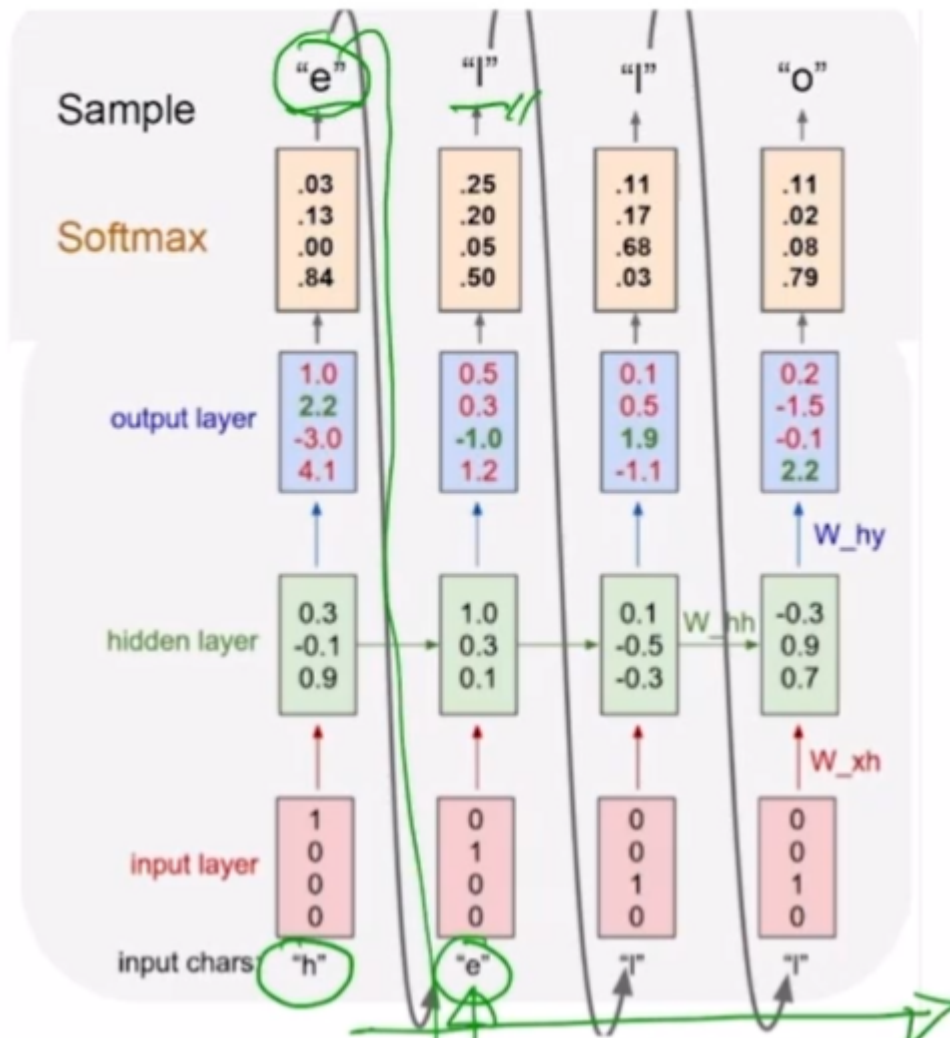 “e” “l” “l” “o”
Sample
.03 .25 .11 .11
.13 .20 .17 .02
.00 .05 .68 .08
.84 .50 .03 .79
Softmax
1.0 0.5 0.1 0.2
2.2 0.3 0.5 -1.5
-3.0 -1.0 1.9 -0.1
4.1 1.2 -1.1 2.2
output layer
W_hy
0.3 1.0 0.1 -0.3
-0.1 0.3 -0.5 0.9
0.9 0.1 -0.3 0.7
hidden layer
W_hh
W_xh
1 0 0 0
0 1 0 0
0 0 1 1
0 0 0 0
input layer
input chars: “h” “e” “l” “l”